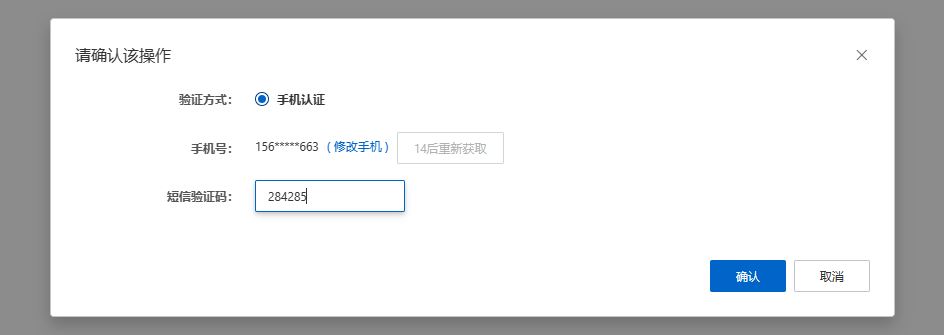 请确认该操作
验证方式： 手机认证
手机号： 156*****663 ( 修改手机 ) 14后重新获取
短信验证码： 284285
确认 取消